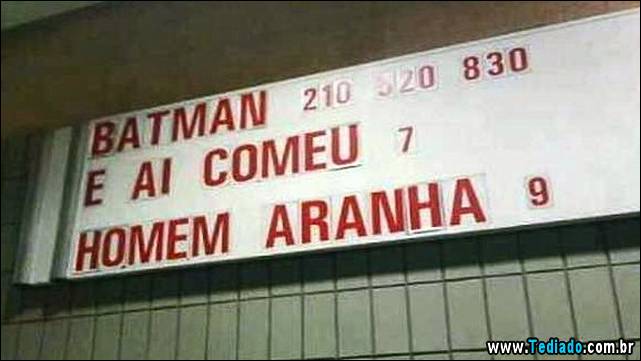 BATMAN 210 520 830
E AI COMEU 7
HOMEM ARANHA 9
www.Tediado.com.br